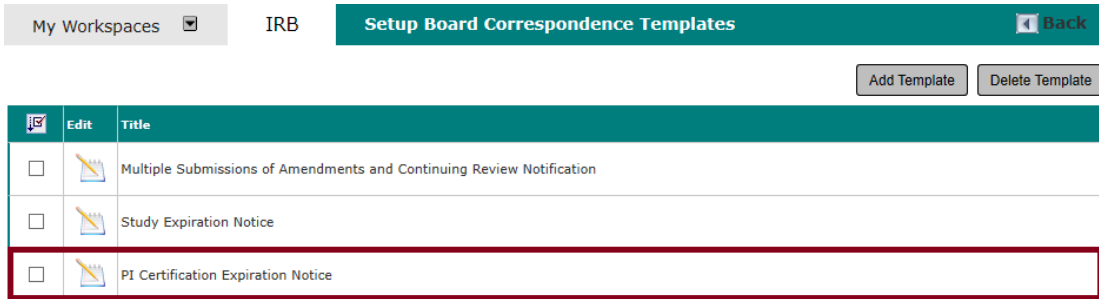 My Workspaces IRB Setup Board Correspondence Templates Back
Add Template Delete Template
Edit Title
Multiple Submissions of Amendments and Continuing Review Notification
Study Expiration Notice
PI Certification Expiration Notice